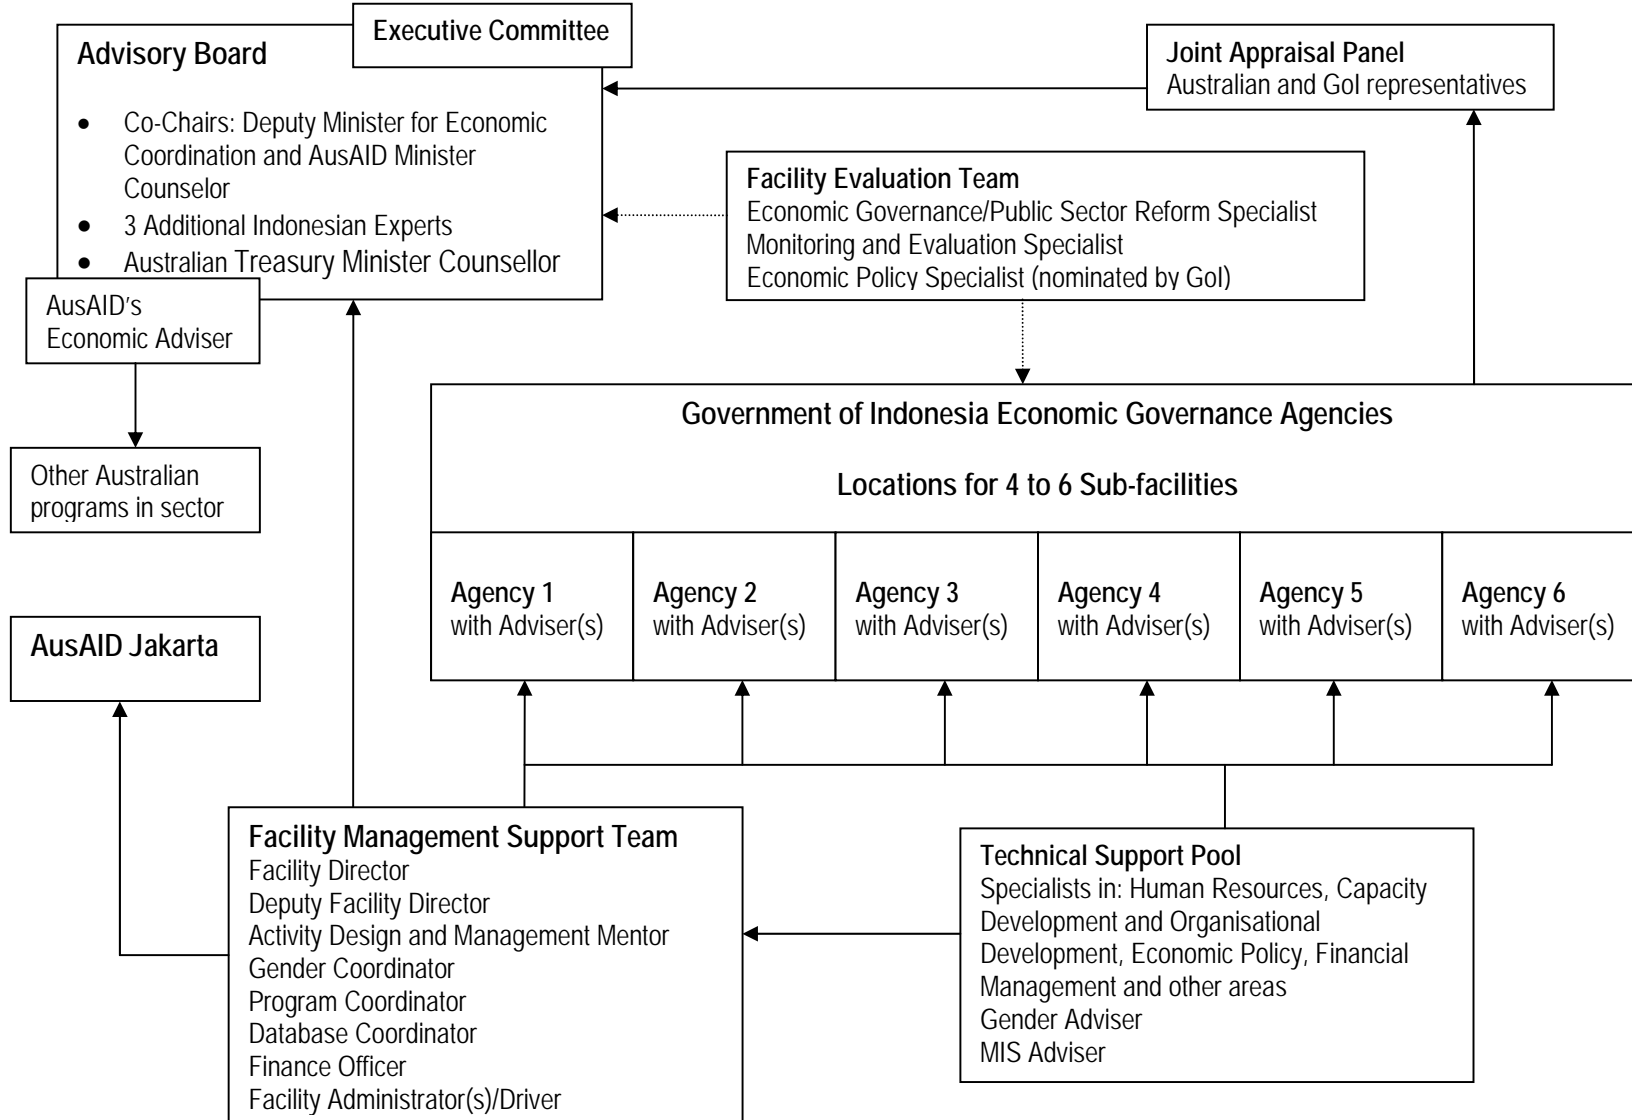 Executive Committee
Advisory Board
• Co-Chairs: Deputy Minister for Economic
Coordination and AusAID Minister
Counselor
• 3 Additional Indonesian Experts
• Australian Treasury Minister Counsellor
AusAID's
Economic Adviser
Other Australian
programs in sector
AusAID Jakarta
Joint Appraisal Panel
Australian and GoI representatives
Facility Evaluation Team
Economic Governance/Public Sector Reform Specialist
Monitoring and Evaluation Specialist
Economic Policy Specialist (nominated by GoI)
Government of Indonesia Economic Governance Agencies
Locations for 4 to 6 Sub-facilities
Agency 1
with Adviser(s)
Agency 2
with Adviser(s)
Agency 3
with Adviser(s)
Agency 4
with Adviser(s)
Agency 5
with Adviser(s)
Agency 6
with Adviser(s)
Facility Management Support Team
Facility Director
Deputy Facility Director
Activity Design and Management Mentor
Gender Coordinator
Program Coordinator
Database Coordinator
Finance Officer
Facility Administrator(s)/Driver
Technical Support Pool
Specialists in: Human Resources, Capacity
Development and Organisational
Development, Economic Policy, Financial
Management and other areas
Gender Adviser
MIS Adviser